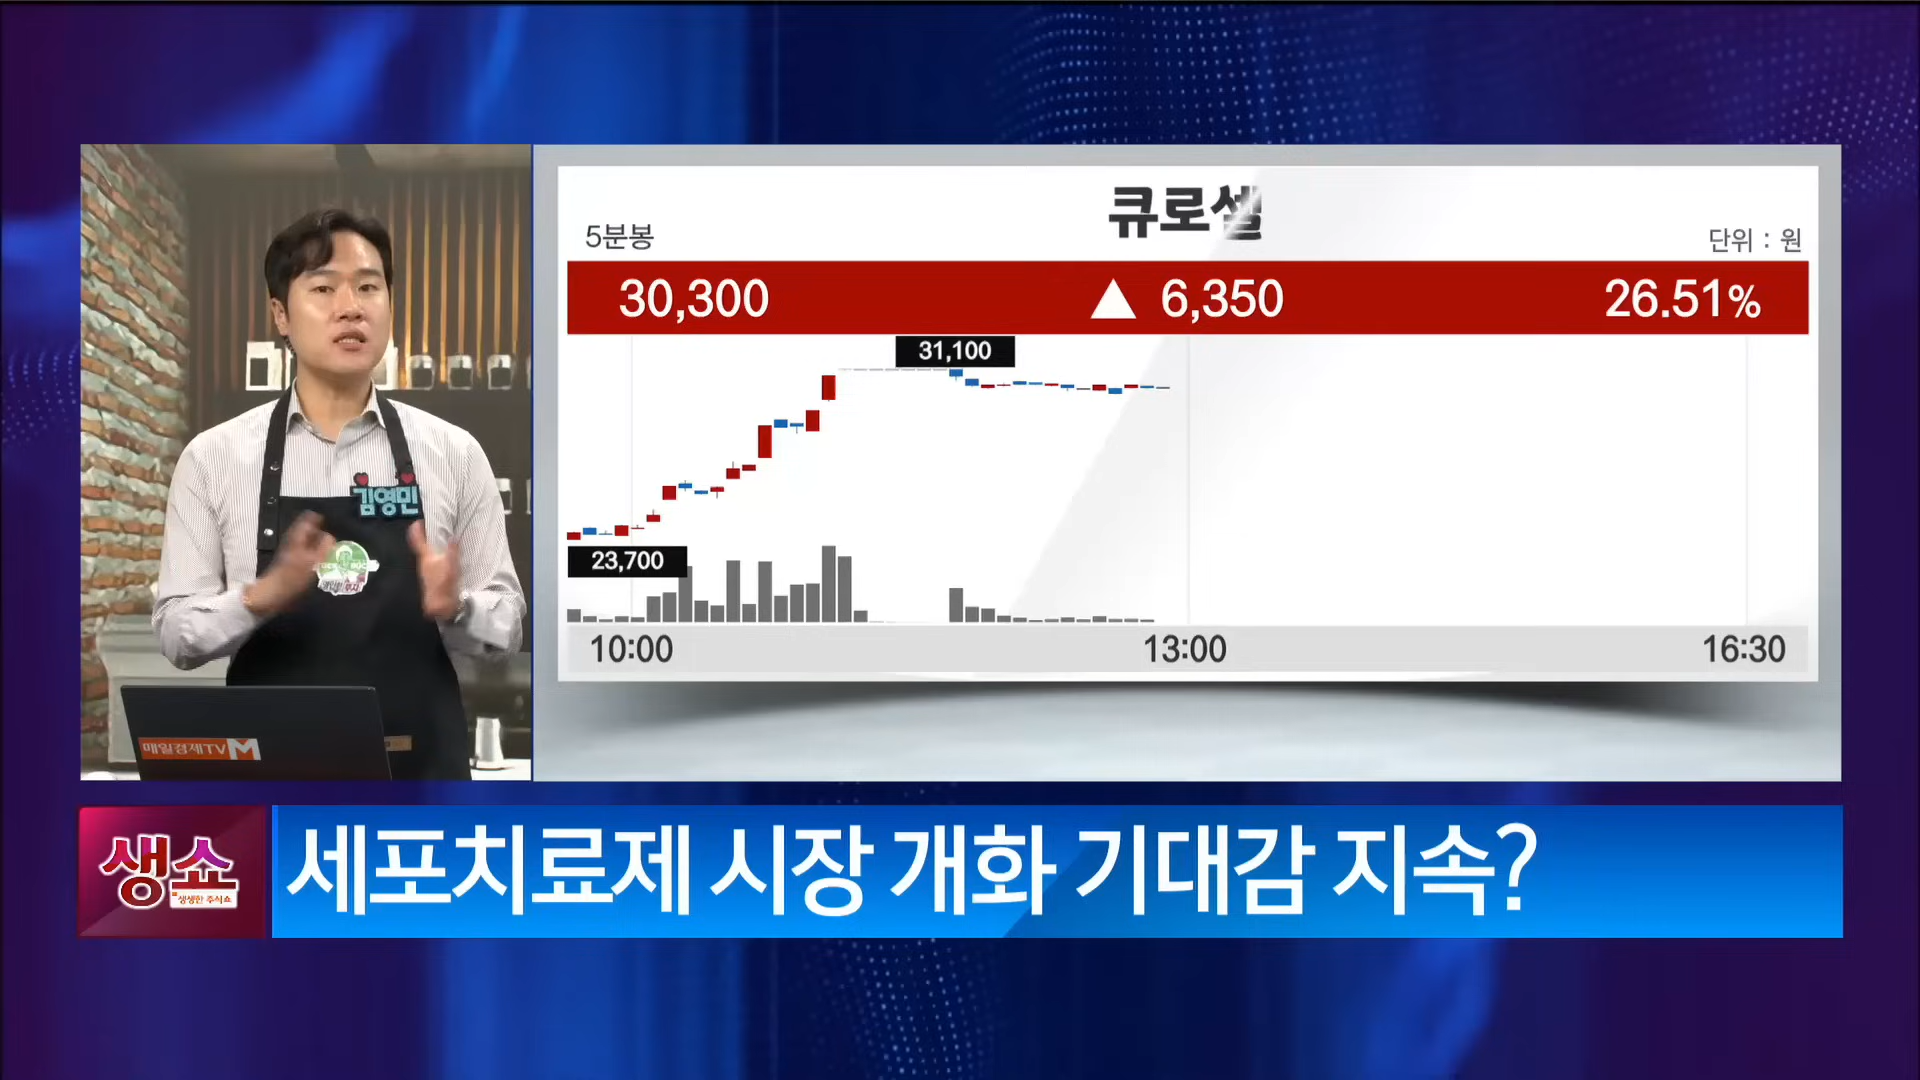 큐로셀
5분봉
단위 : 원
30,300 ▲ 6,350 26.51%
31,100
23,700
10:00 13:00 16:30
김영민
매일경제TV M
생쇼
생생한 주식쇼
세포치료제 시장 개화 기대감 지속?